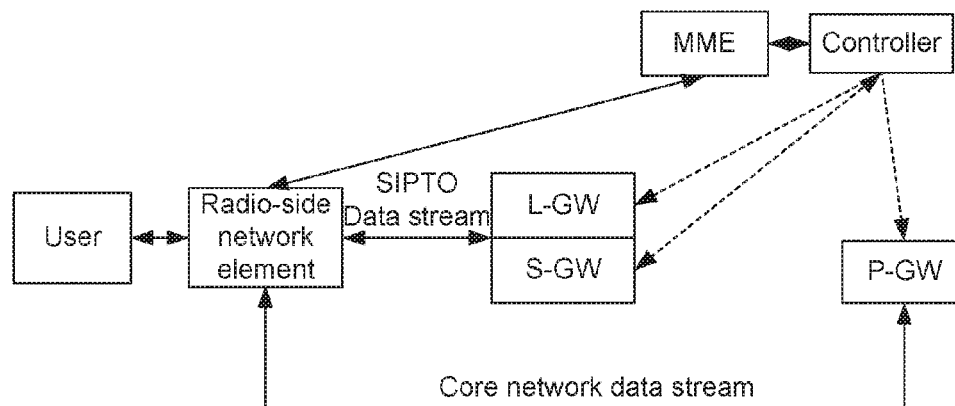 MME
Controller
SIPTO
Data stream
User
Radio-side
network
element
L-GW
S-GW
P-GW
Core network data stream